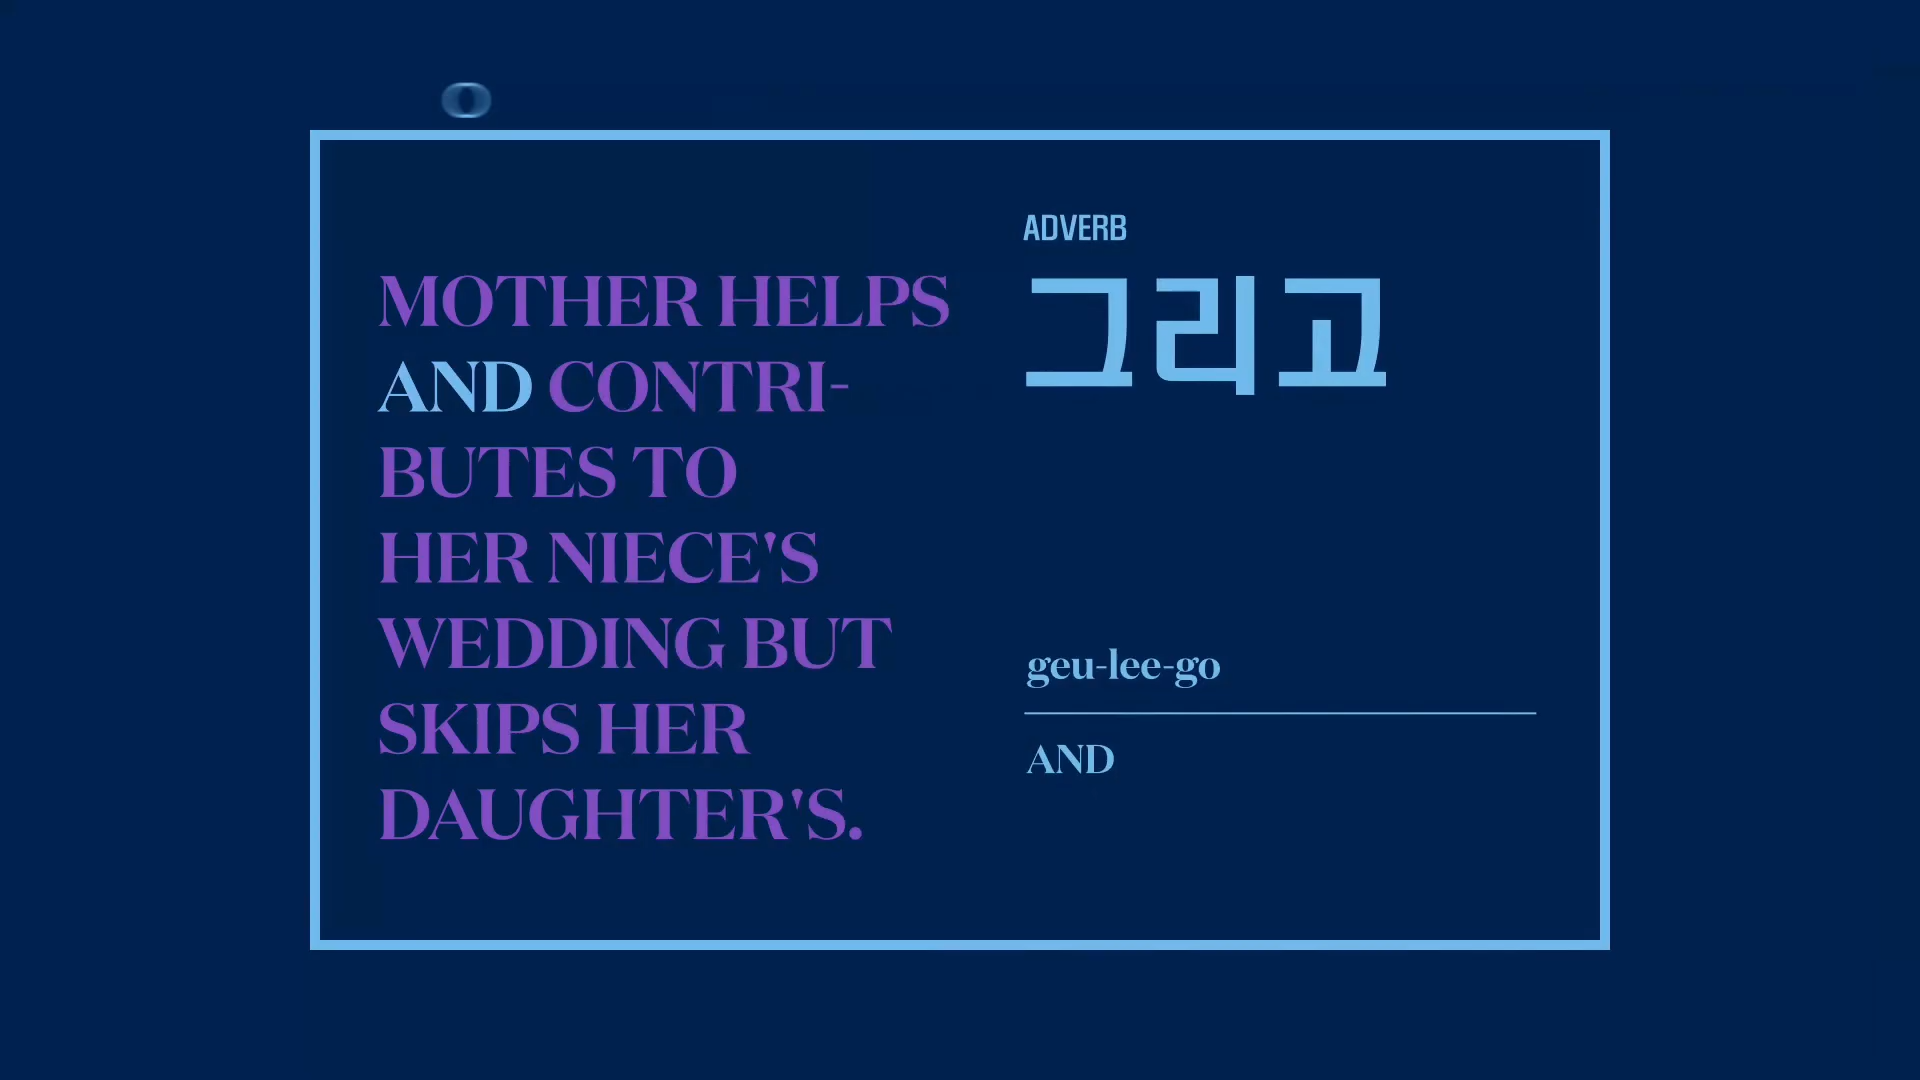 MOTHER HELPS
AND CONTRI-
BUTES TO
HER NIECE'S
WEDDING BUT
SKIPS HER
DAUGHTER'S.
ADVERB
그리고
geu-lee-go
AND